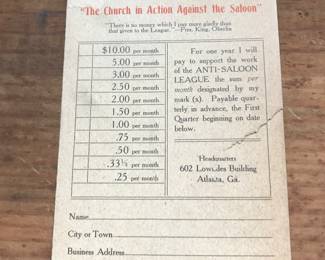 "The Church in Action Against the Saloon"
"There is no money which I pay more gladly than
that given to the League."—Pres. King, Oberlin
$10.00 per month
5.00 per month
3.00 per month
2.50 per month
2.00 per month
1.50 per month
1.00 per month
.75 per month
.50 per month
.33⅓ per month
.25 per month
For one year I will
pay to support the work
of the ANTI-SALOON
LEAGUE the sum per
month designated by my
mark (x). Payable quar-
terly in advance, the First
Quarter beginning on date
below.
Headquarters
602 Lowndes Building
Atlanta, Ga.
Name
City or Town
Business Address